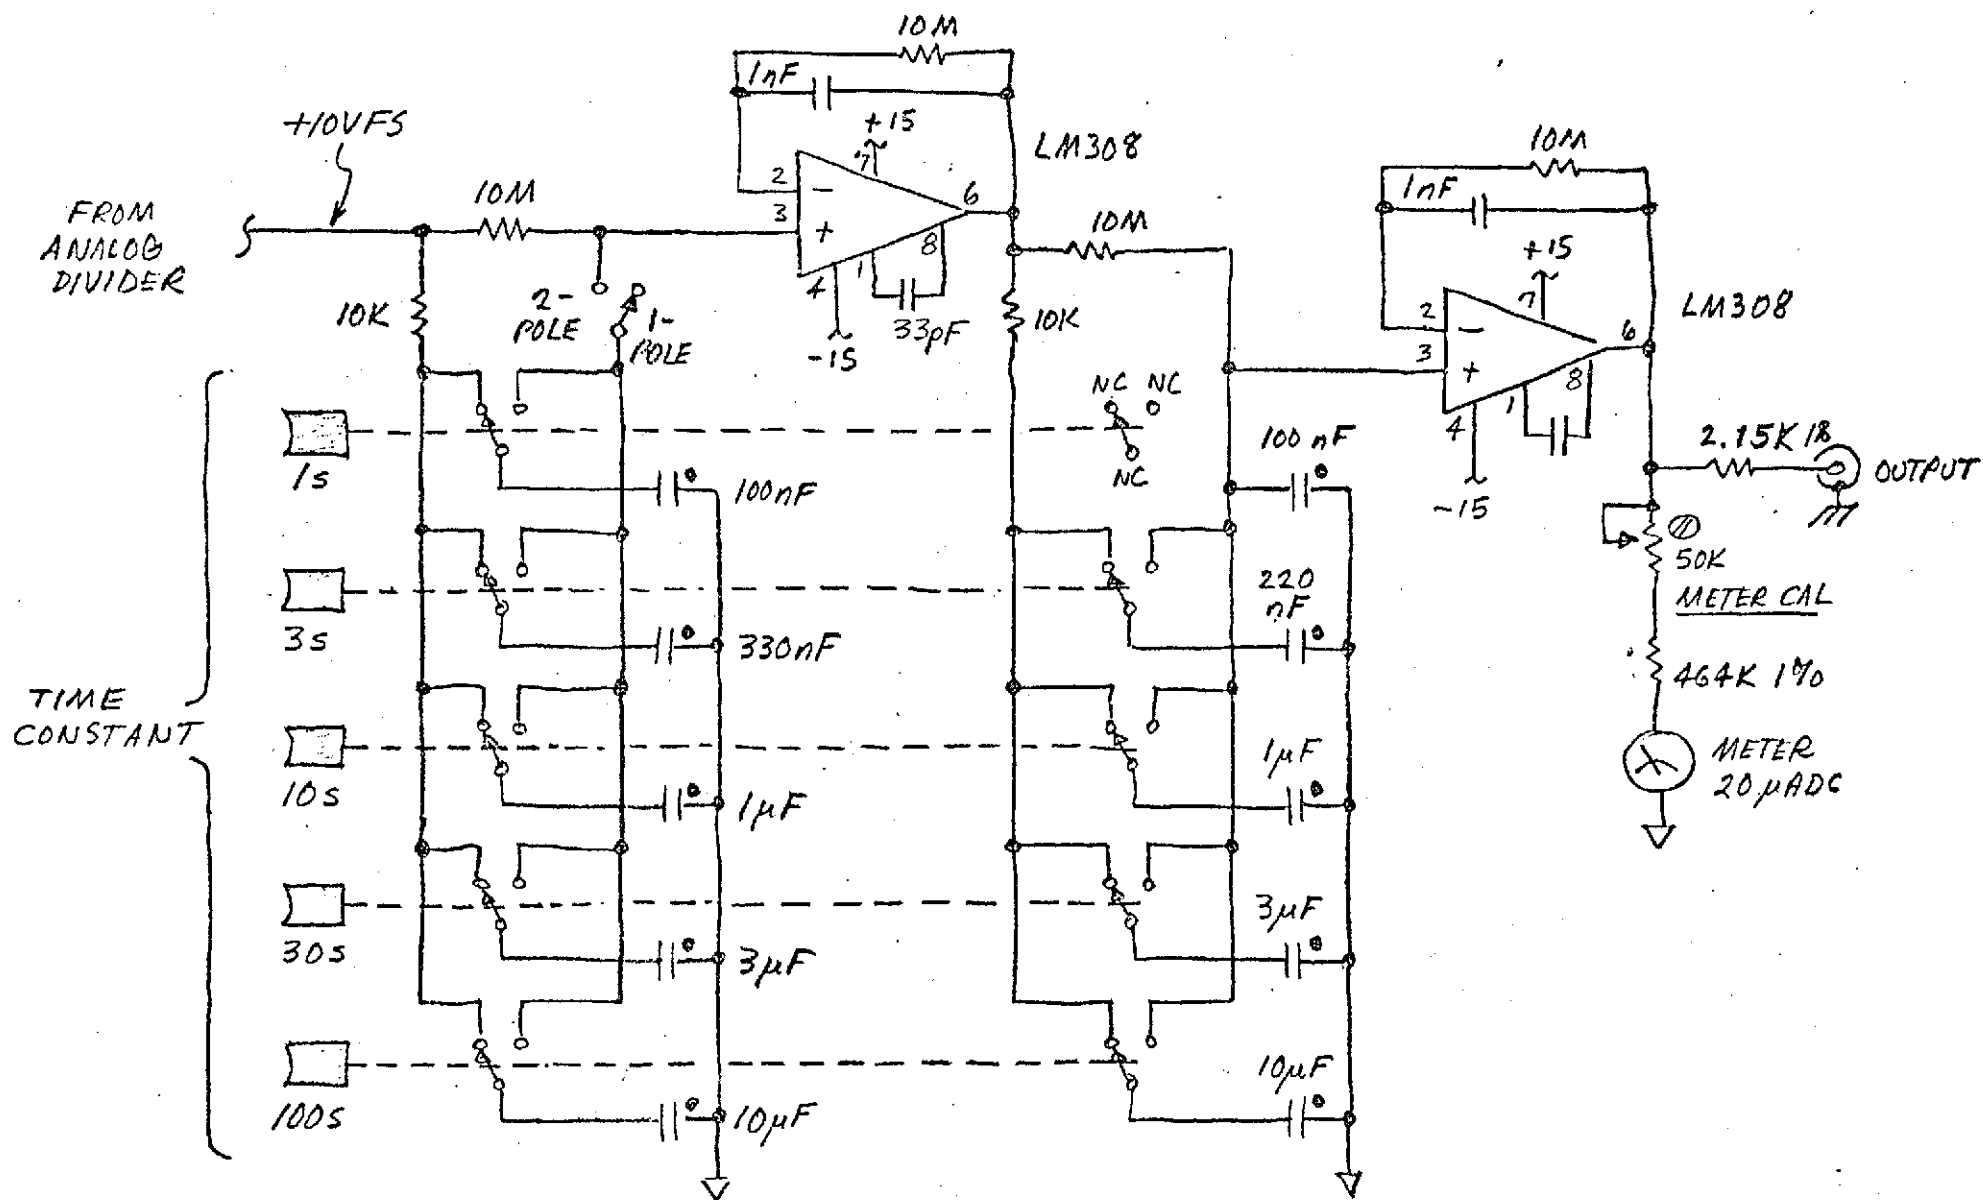 10M
1nF
+10VFS
+15
7
LM308
10M
1nF
+15
7
FROM
ANALOG
DIVIDER
10M
2
3
−
+
6
4
1
8
33pF
-15
10M
2
3
−
+
6
4
1
8
-15
LM308
10K
2-
POLE
1-
POLE
10K
NC NC
NC
2.15K 1%
OUTPUT
50K
METER CAL
464K 1%
METER
20µADC
TIME
CONSTANT
1s
100nF
100nF
3s
330nF
220
nF
10s
1µF
1µF
30s
3µF
3µF
100s
10µF
10µF